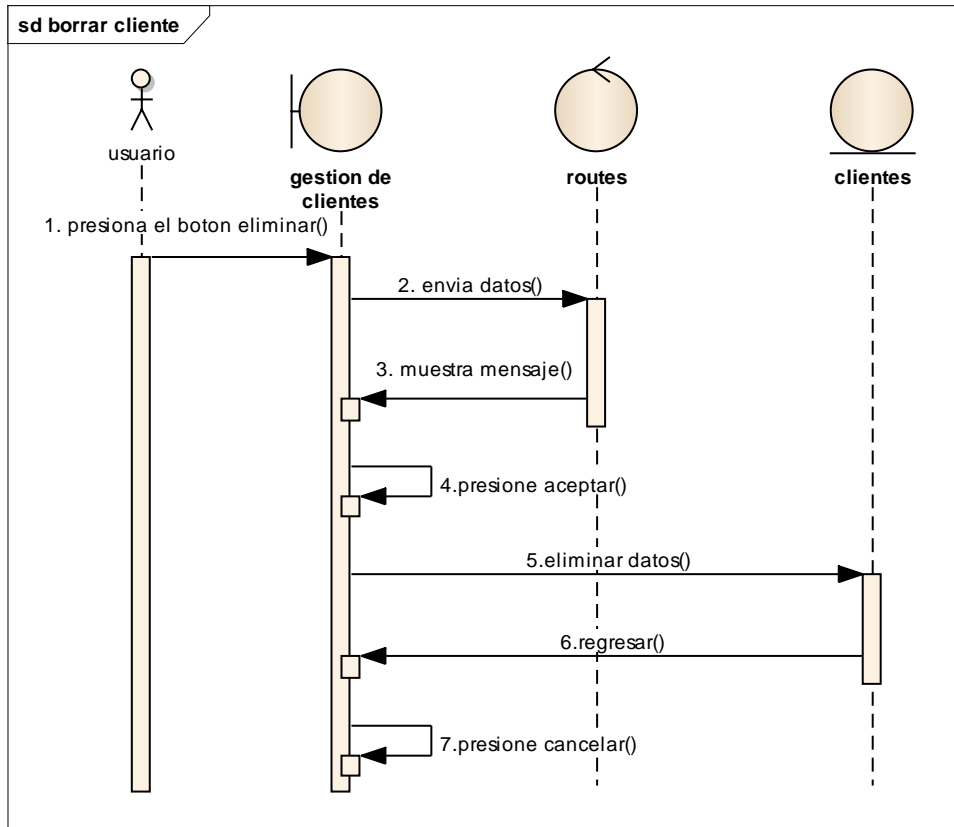 sd borrar cliente
usuario
gestion de
clientes
routes
clientes
1. presiona el boton eliminar()
2. envia datos()
3. muestra mensaje()
4.presione aceptar()
5.eliminar datos()
6.regresar()
7.presione cancelar()